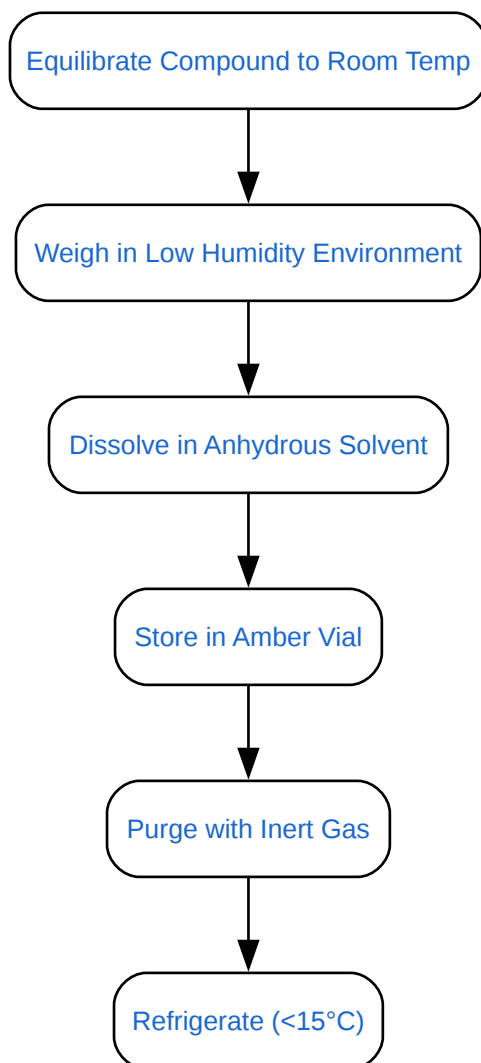 Equilibrate Compound to Room Temp
Weigh in Low Humidity Environment
Dissolve in Anhydrous Solvent
Store in Amber Vial
Purge with Inert Gas
Refrigerate (<15°C)